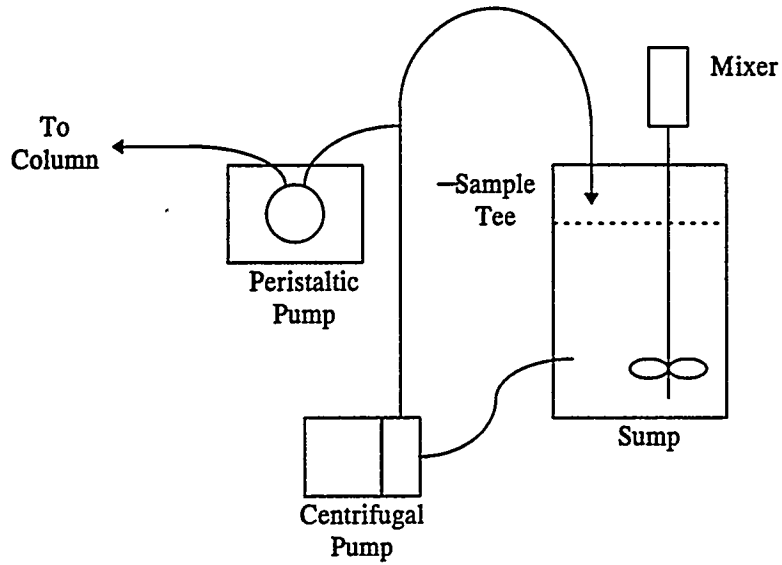 Mixer
To
Column
–Sample
Tee
Peristaltic
Pump
Sump
Centrifugal
Pump